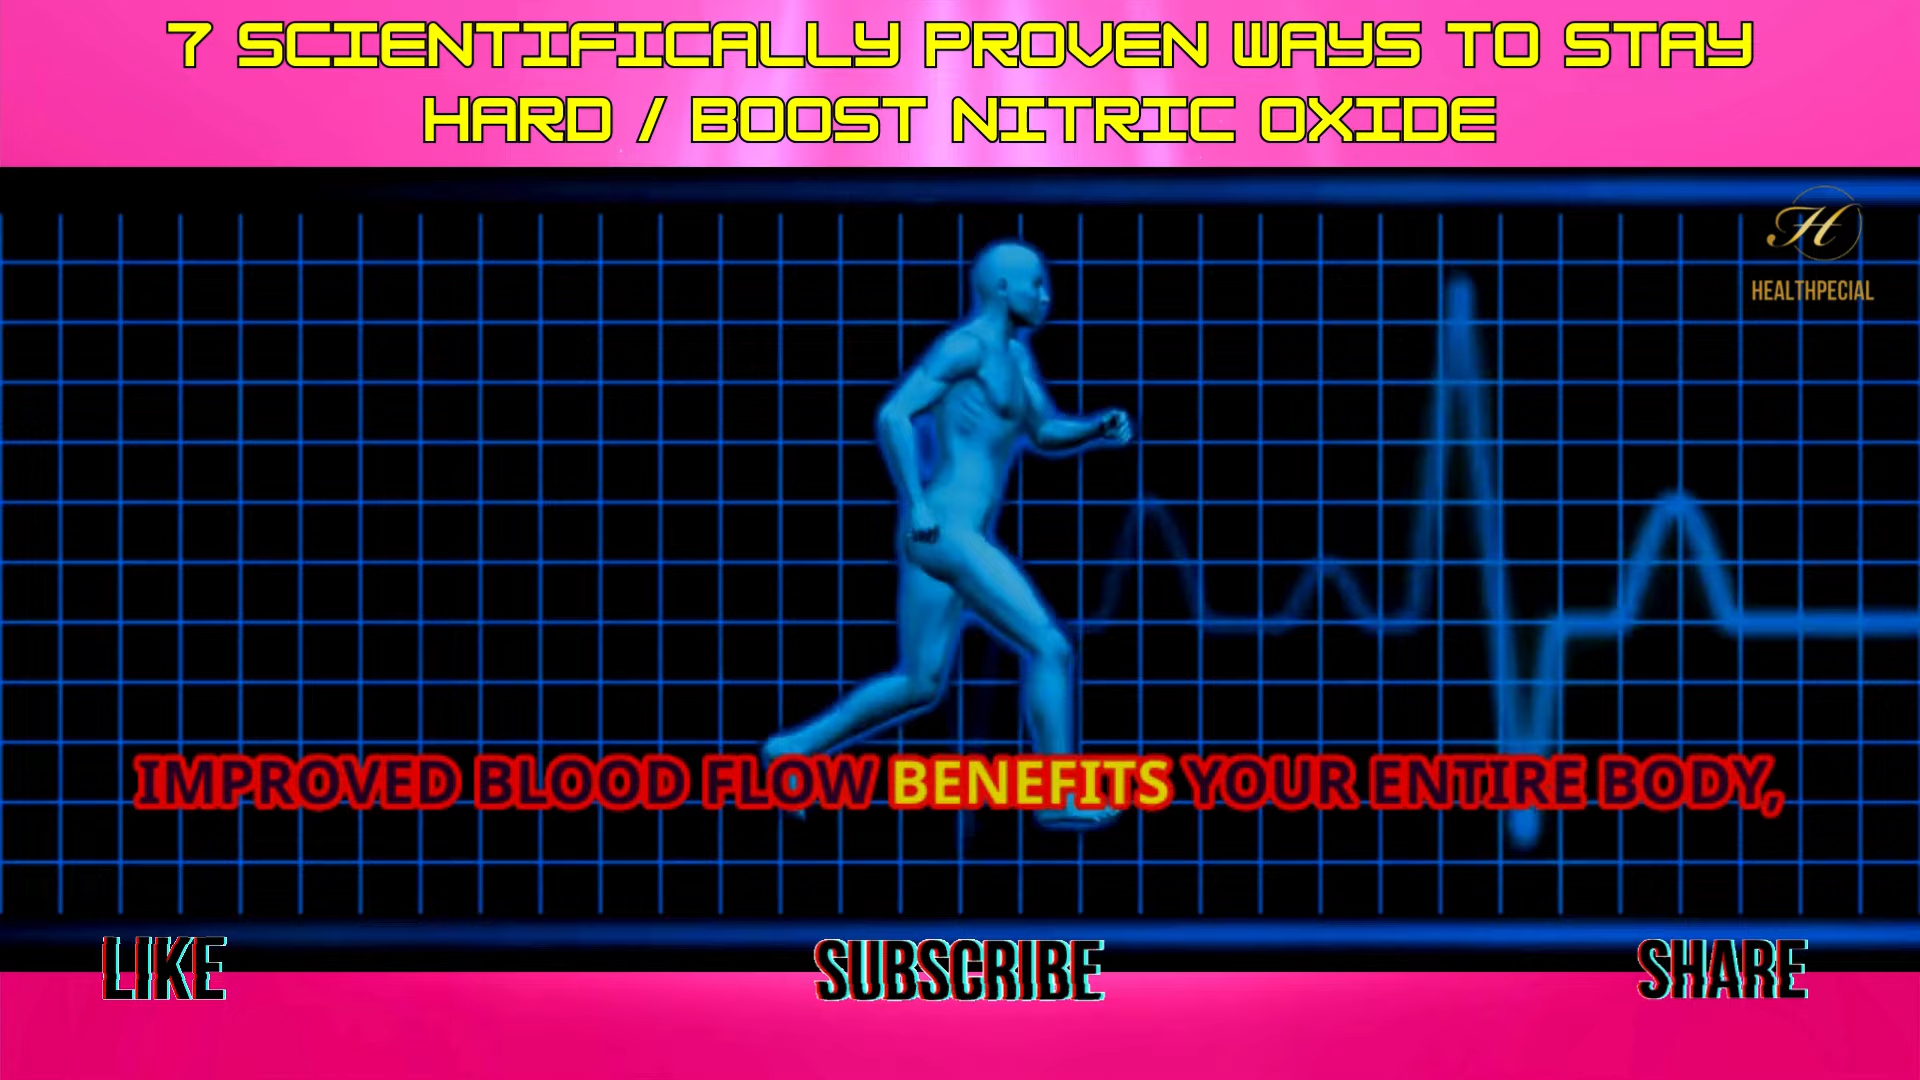 7 SCIENTIFICALLY PROVEN WAYS TO STAY
HARD / BOOST NITRIC OXIDE
H
HEALTHPECIAL
IMPROVED BLOOD FLOW BENEFITS YOUR ENTIRE BODY,
LIKE
SUBSCRIBE
SHARE